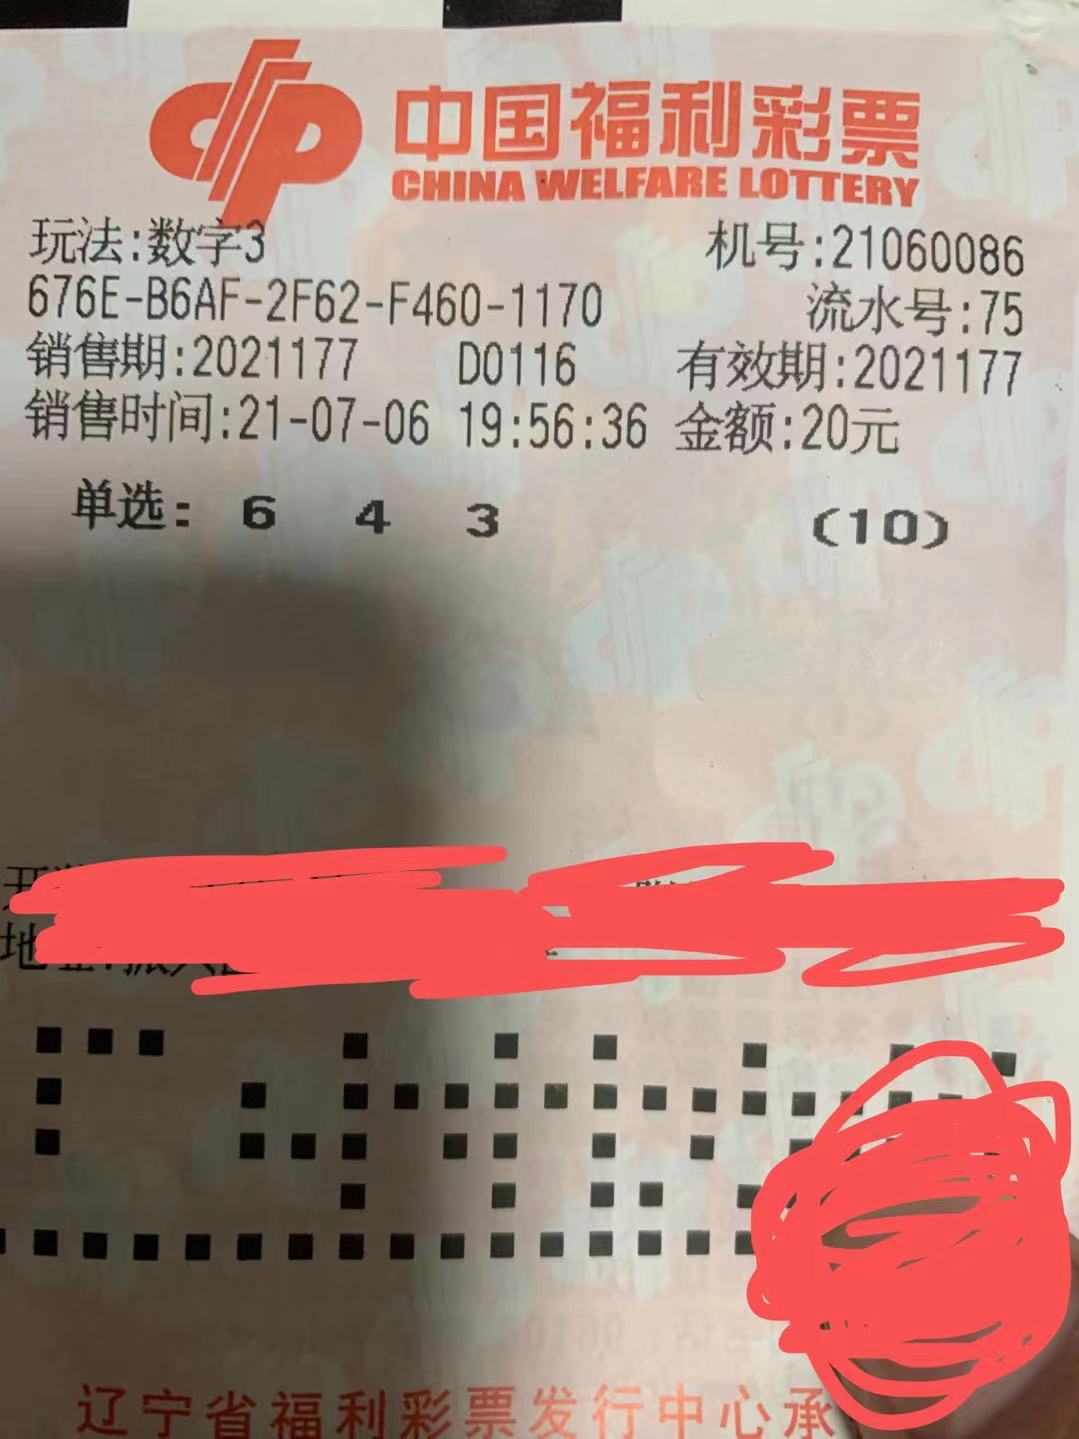 中国福利彩票
CHINA WELFARE LOTTERY
玩法:数字3 机号:21060086
676E-B6AF-2F62-F460-1170 流水号:75
销售期:2021177 D0116 有效期:2021177
销售时间:21-07-06 19:56:36 金额:20元
单选: 6 4 3 (10)
地
辽宁省福利彩票发行中心承